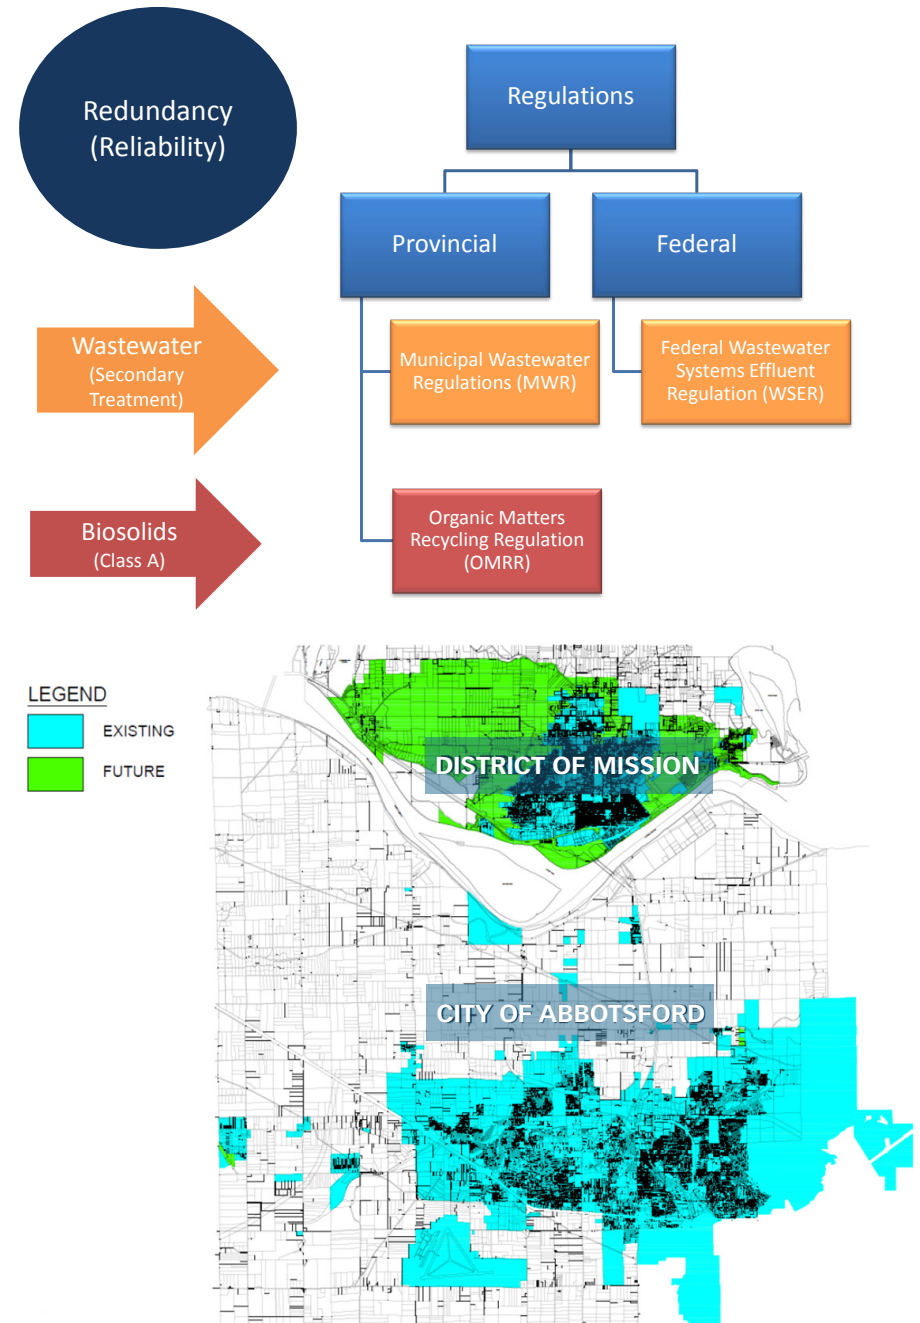 Redundancy
(Reliability)
Regulations
Provincial
Federal
Wastewater
(Secondary
Treatment)
Municipal Wastewater
Regulations (MWR)
Federal Wastewater
Systems Effluent
Regulation (WSER)
Biosolids
(Class A)
Organic Matters
Recycling Regulation
(OMRR)
LEGEND
EXISTING
FUTURE
DISTRICT OF MISSION
CITY OF ABBOTSFORD